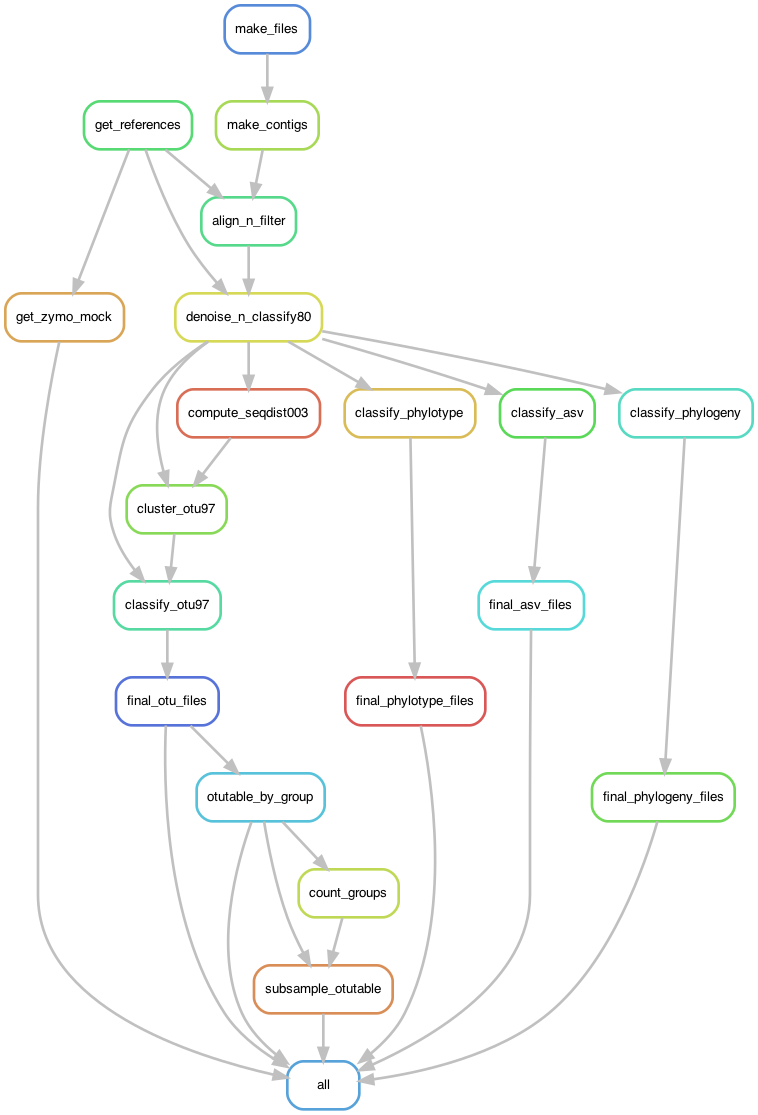 make_files
get_references
make_contigs
align_n_filter
get_zymo_mock
denoise_n_classify80
compute_seqdist003
classify_phylotype
classify_asv
classify_phylogeny
cluster_otu97
classify_otu97
final_asv_files
final_otu_files
final_phylotype_files
otutable_by_group
final_phylogeny_files
count_groups
subsample_otutable
all